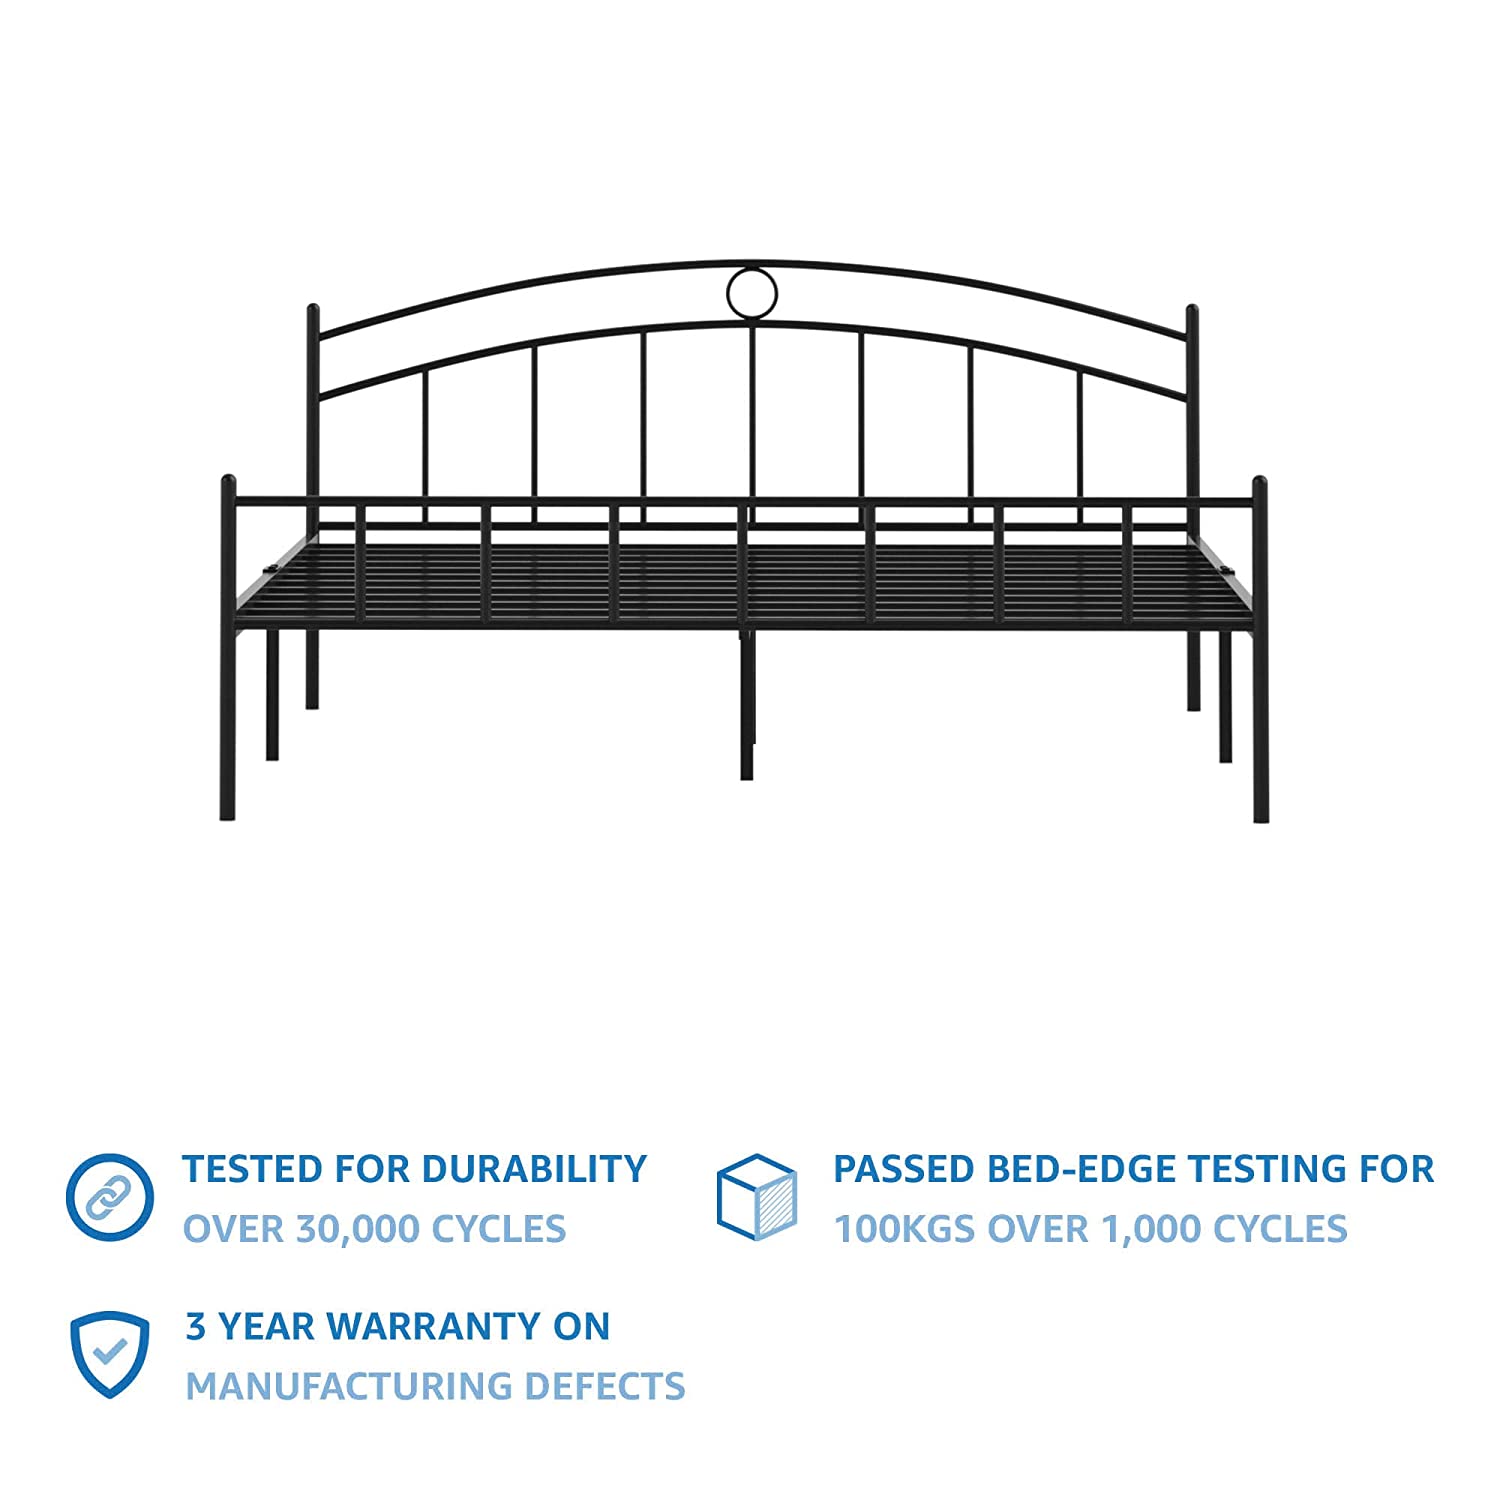 TESTED FOR DURABILITY
OVER 30,000 CYCLES
PASSED BED-EDGE TESTING FOR
100KGS OVER 1,000 CYCLES
3 YEAR WARRANTY ON
MANUFACTURING DEFECTS